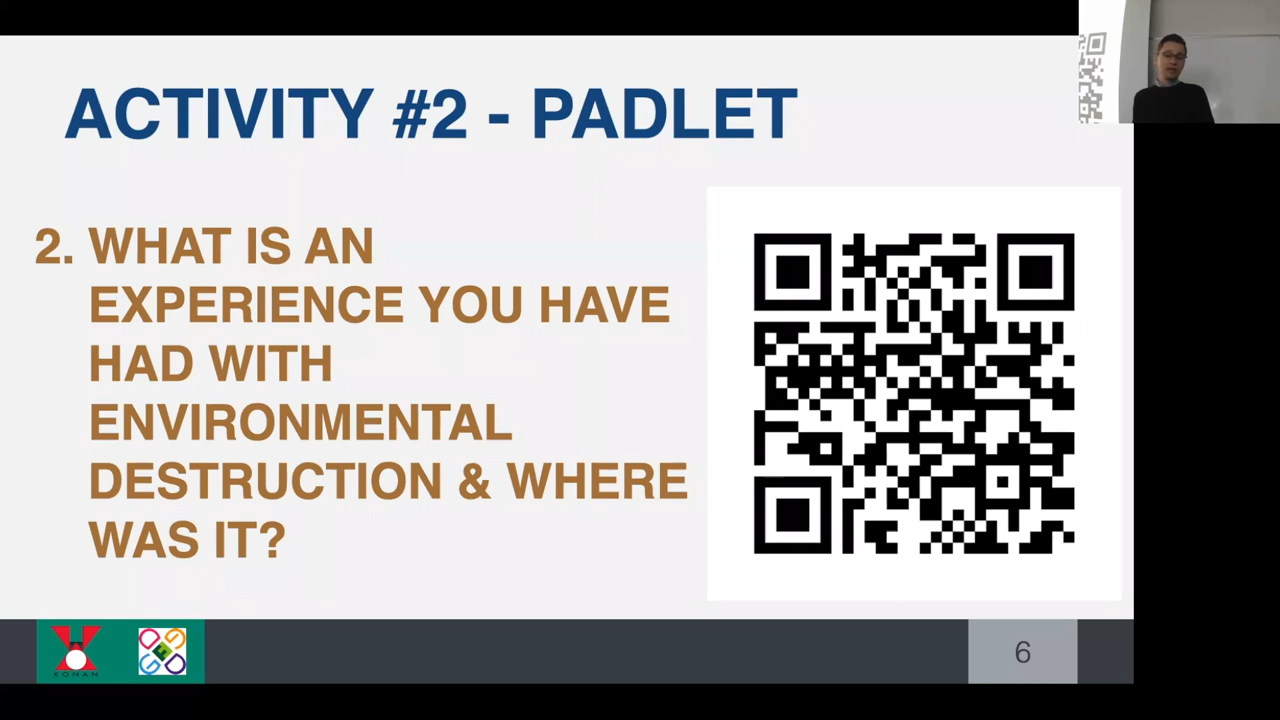 ACTIVITY #2 - PADLET
2. WHAT IS AN
EXPERIENCE YOU HAVE
HAD WITH
ENVIRONMENTAL
DESTRUCTION & WHERE
WAS IT?
KONAN
6